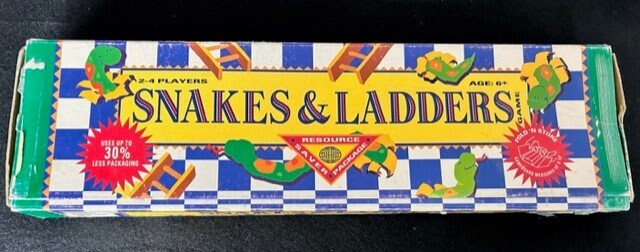 2-4 PLAYERS
AGE: 6+
SNAKES & LADDERS
GAME
USES UP TO
30%
LESS PACKAGING
RESOURCE
SAVER PACKAGE